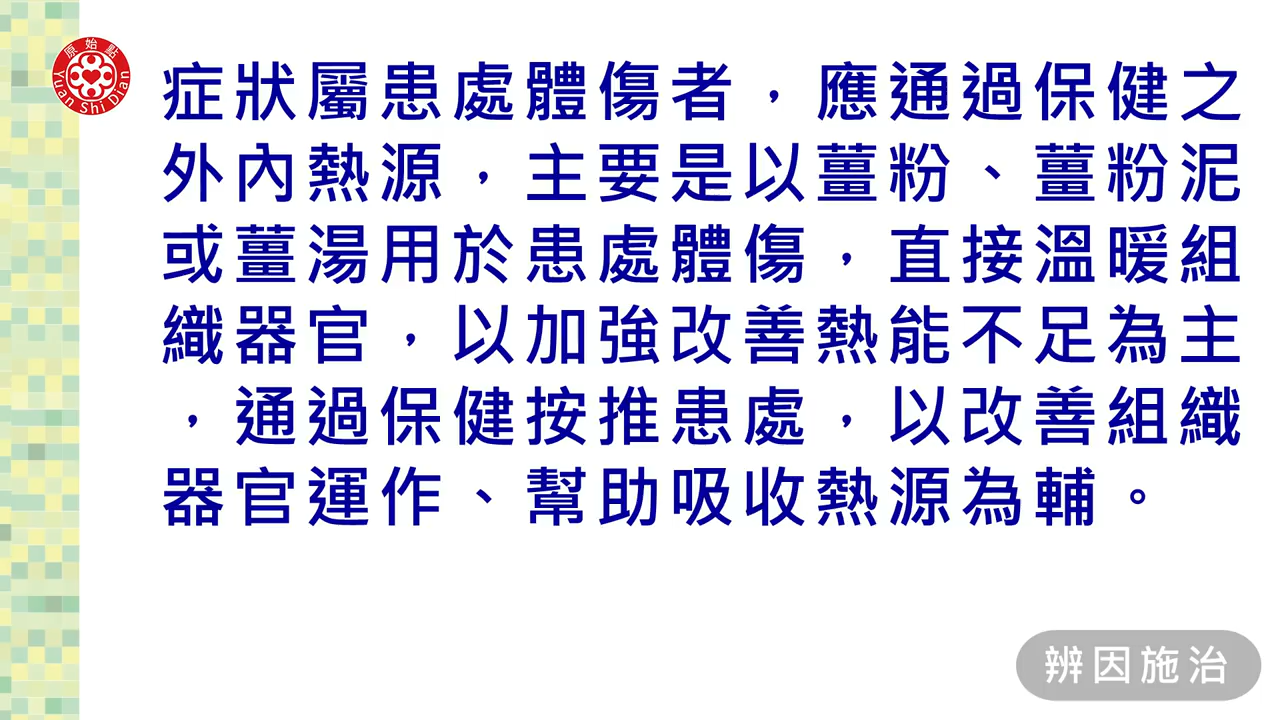 原始點
Yuan Shi Dian
症狀屬患處體傷者，應通過保健之
外內熱源，主要是以薑粉、薑粉泥
或薑湯用於患處體傷，直接溫暖組
織器官，以加強改善熱能不足為主
，通過保健按推患處，以改善組織
器官運作、幫助吸收熱源為輔。
辨因施治